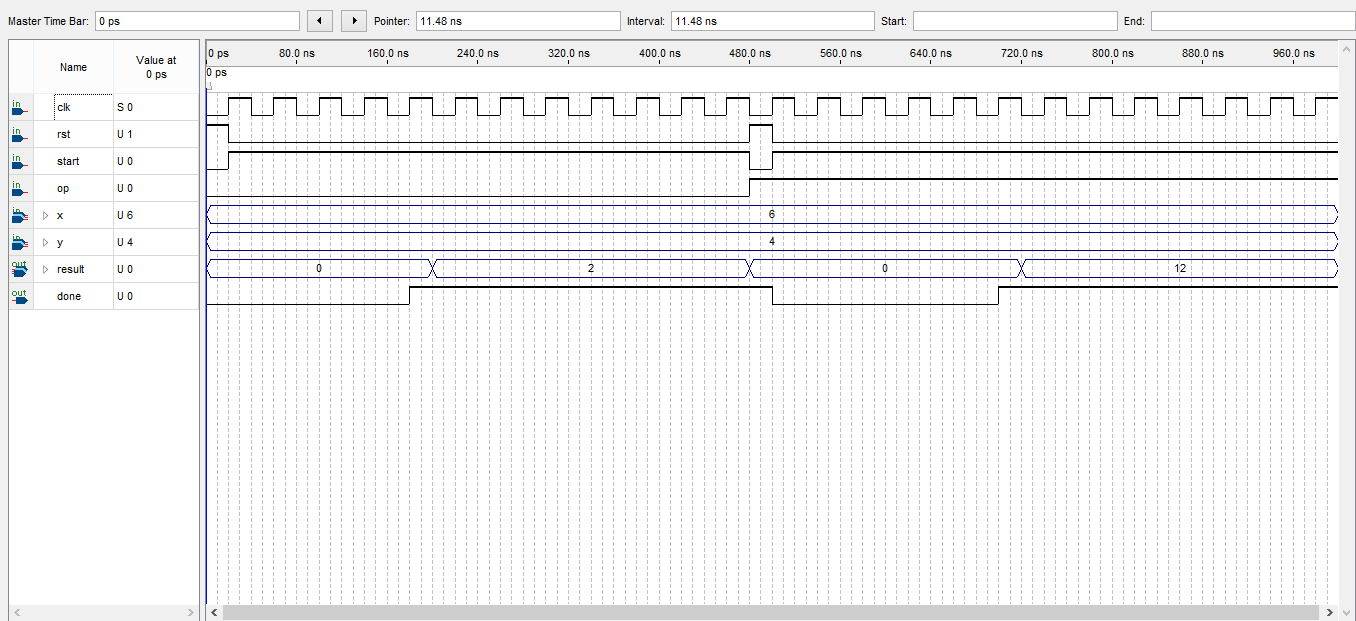 Master Time Bar: 0 ps Pointer: 11.48 ns Interval: 11.48 ns Start: End:
Name Value at 0 ps
0 ps 80.0 ns 160.0 ns 240.0 ns 320.0 ns 400.0 ns 480.0 ns 560.0 ns 640.0 ns 720.0 ns 800.0 ns 880.0 ns 960.0 ns
0 ps
in clk S 0
in rst U 1
in start U 0
in op U 0
in x U 6 6
in y U 4 4
out result U 0 0 2 0 12
out done U 0